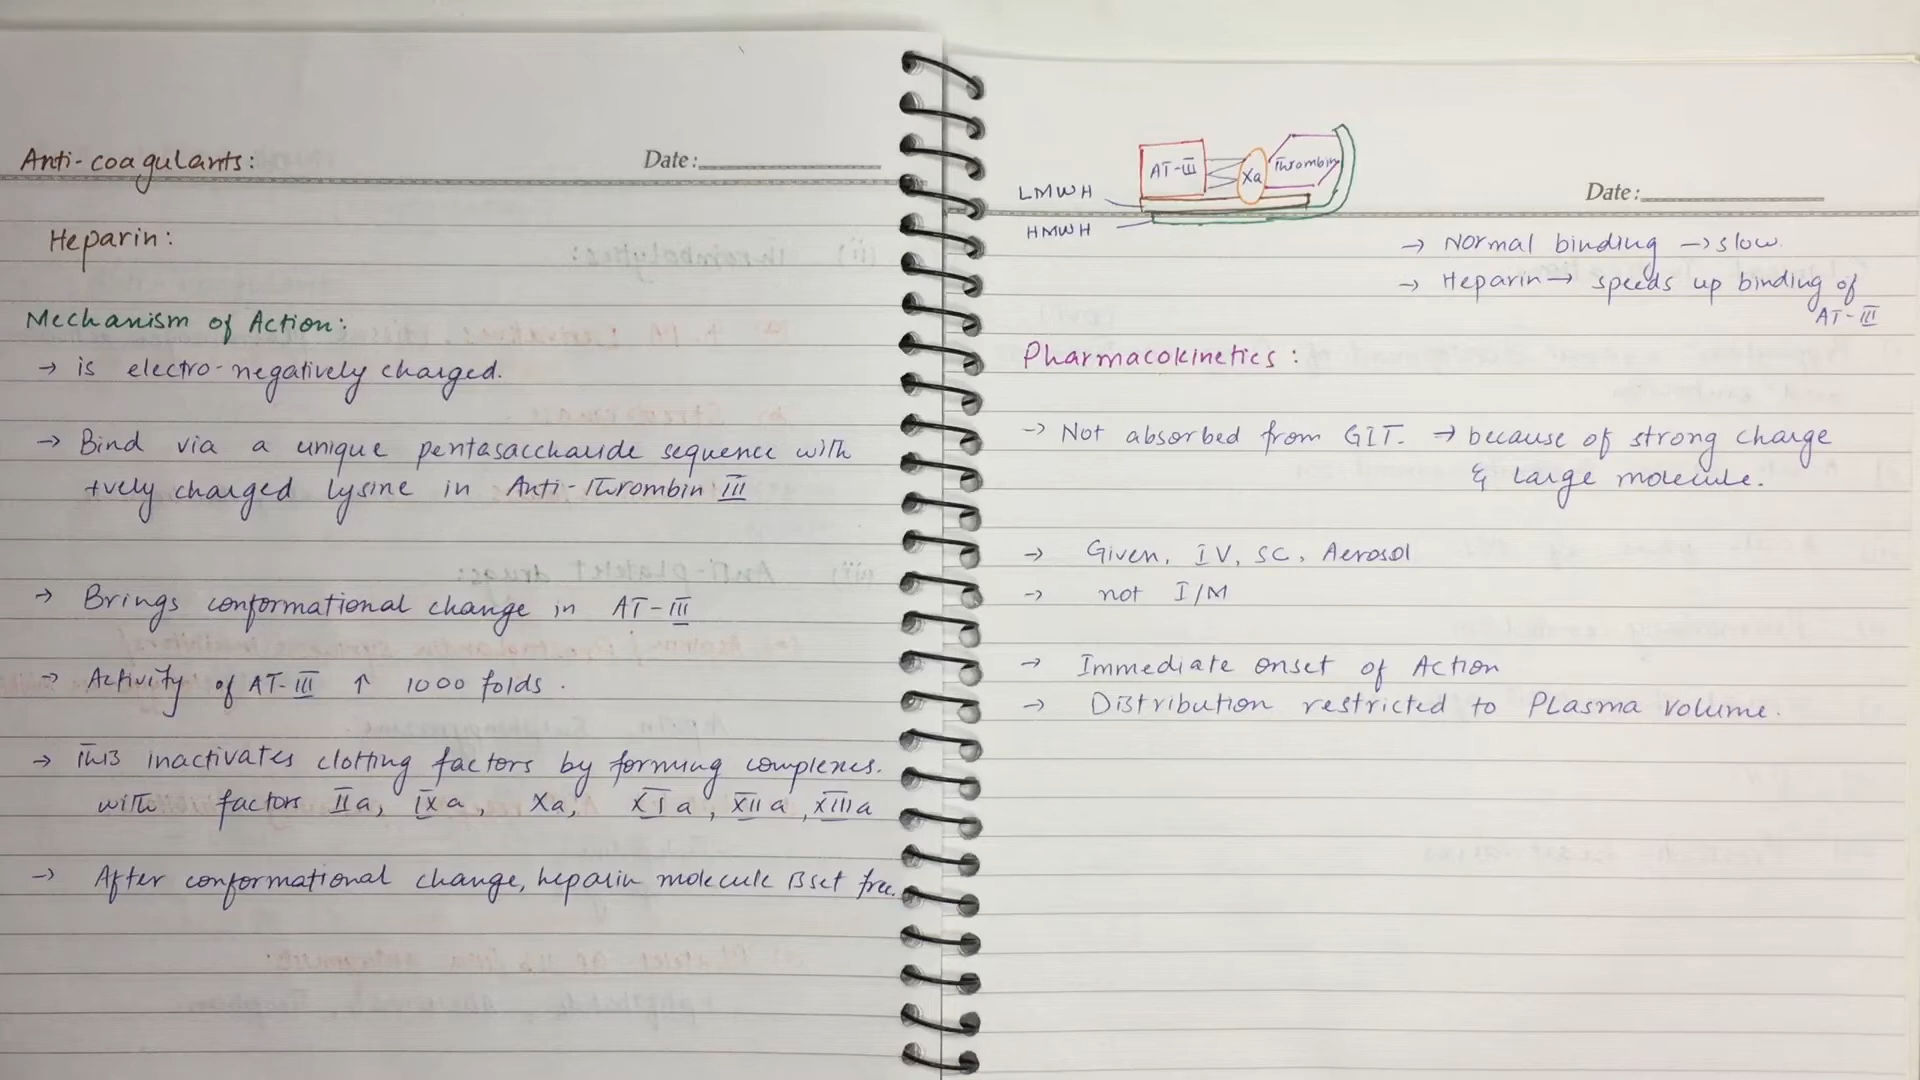 Anti-coagulants:
Date:
Heparin:
Mechanism of Action:
→ is electro-negatively charged.
→ Bind via a unique pentasaccharide sequence with
+vely charged lysine in Anti-Thrombin III
→ Brings conformational change in AT-III
→ Activity of AT-III ↑ 1000 folds.
→ This inactivates clotting factors by forming complexes.
with factors IIa, IXa, Xa, XIa, XIIa, XIIIa
→ After conformational change, heparin molecule is set free.
AT-III Xa Thrombin
LMWH
HMWH
Date:
→ Normal binding → slow.
→ Heparin → speeds up binding of
AT-III
Pharmacokinetics:
→ Not absorbed from GIT. → because of strong charge
& large molecule.
→ Given, IV, SC, Aerosol
→ not I/M
→ Immediate onset of Action
→ Distribution restricted to Plasma volume.